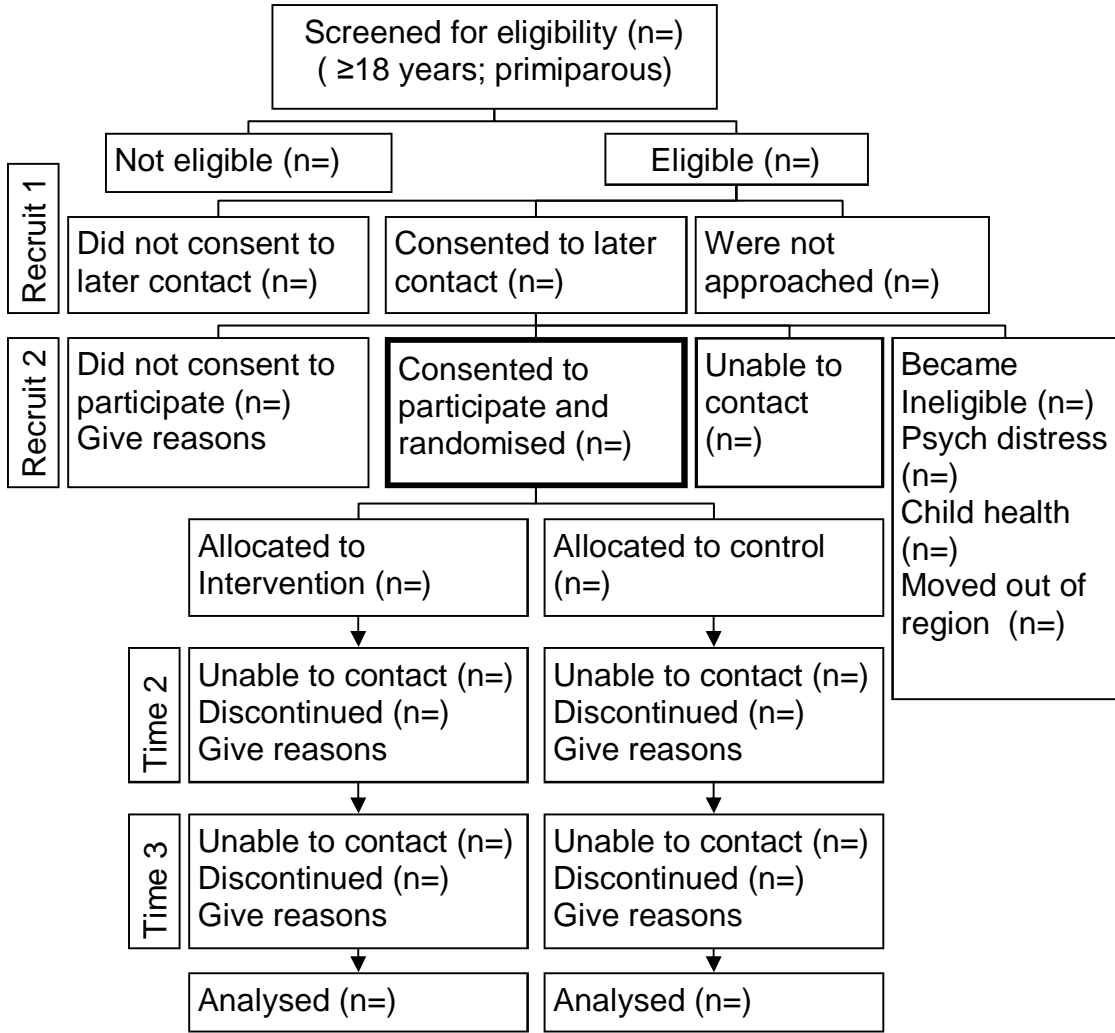 Screened for eligibility (n=)
( ≥18 years; primiparous)
Not eligible (n=)
Eligible (n=)
Recruit 1
Did not consent to
later contact (n=)
Consented to later
contact (n=)
Were not
approached (n=)
Recruit 2
Did not consent to
participate (n=)
Give reasons
Consented to
participate and
randomised (n=)
Unable to
contact
(n=)
Became
Ineligible (n=)
Psych distress
(n=)
Child health
(n=)
Moved out of
region (n=)
Allocated to
Intervention (n=)
Allocated to control
(n=)
Time 2
Unable to contact (n=)
Discontinued (n=)
Give reasons
Unable to contact (n=)
Discontinued (n=)
Give reasons
Time 3
Unable to contact (n=)
Discontinued (n=)
Give reasons
Unable to contact (n=)
Discontinued (n=)
Give reasons
Analysed (n=)
Analysed (n=)